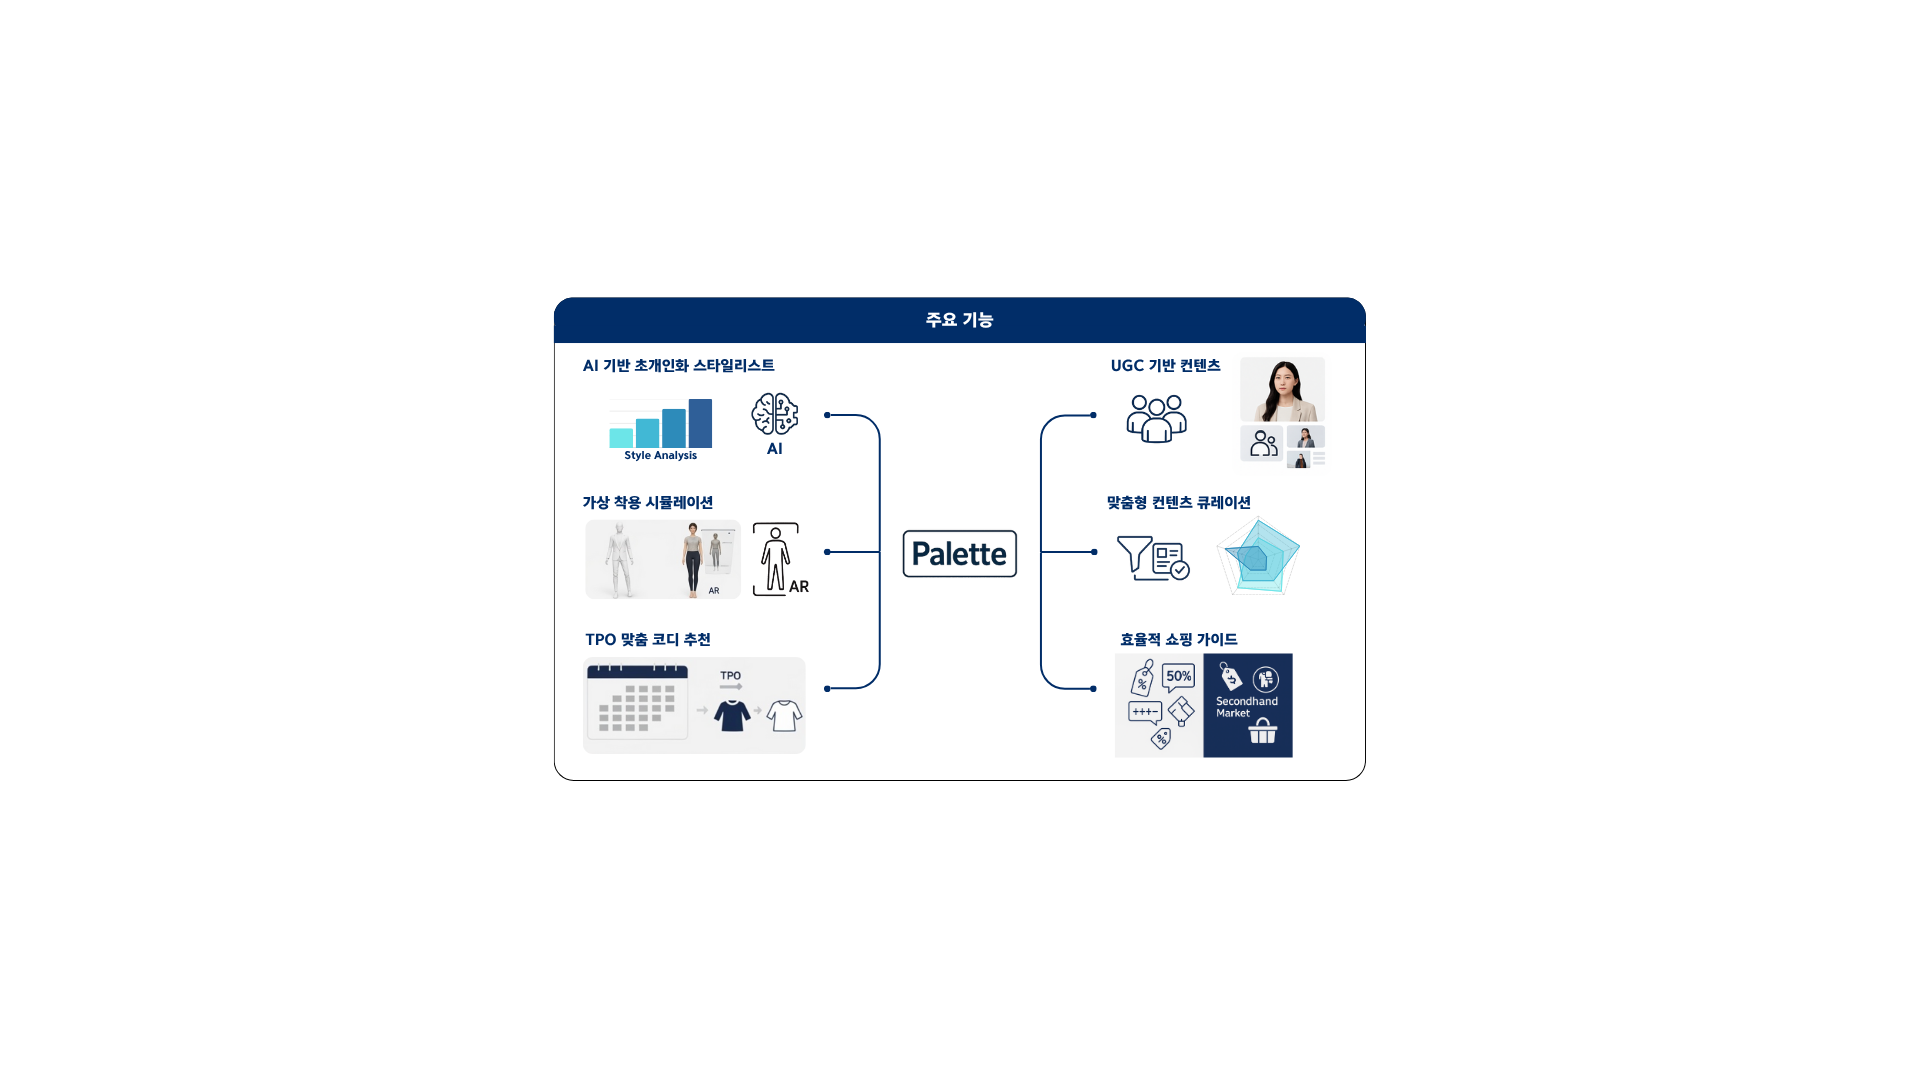 주요 기능
AI 기반 초개인화 스타일리스트
Style Analysis
AI
가상 착용 시뮬레이션
AR
AR
TPO 맞춤 코디 추천
TPO
Palette
UGC 기반 컨텐츠
맞춤형 컨텐츠 큐레이션
효율적 쇼핑 가이드
%
50%
+++−
%
Secondhand
Market